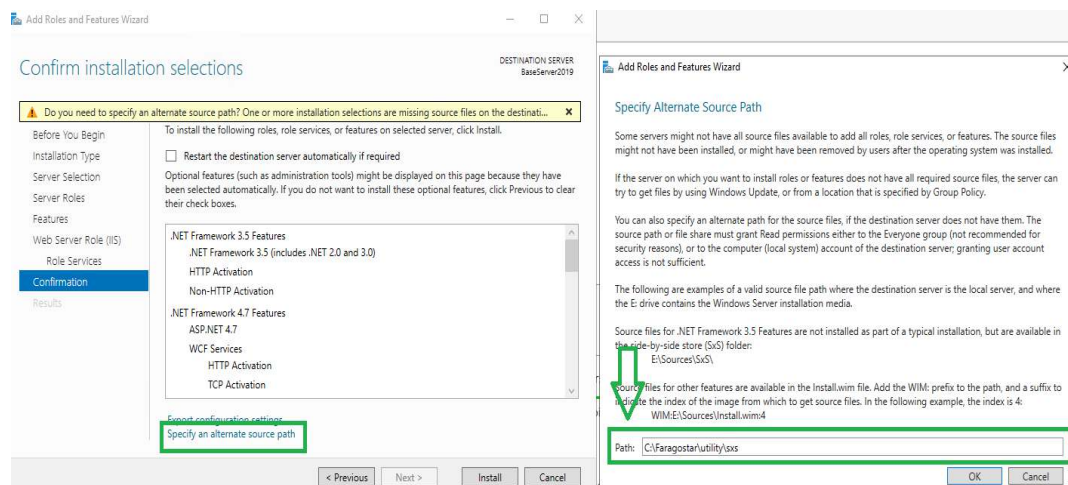 Add Roles and Features Wizard
Confirm installation selections
DESTINATION SERVER
BaseServer2019
Do you need to specify an alternate source path? One or more installation selections are missing source files on the destinati...
Before You Begin
Installation Type
Server Selection
Server Roles
Features
Web Server Role (IIS)
Role Services
Confirmation
Results
To install the following roles, role services, or features on selected server, click Install.
Restart the destination server automatically if required
Optional features (such as administration tools) might be displayed on this page because they have
been selected automatically. If you do not want to install these optional features, click Previous to clear
their check boxes.
.NET Framework 3.5 Features
.NET Framework 3.5 (includes .NET 2.0 and 3.0)
HTTP Activation
Non-HTTP Activation
.NET Framework 4.7 Features
ASP.NET 4.7
WCF Services
HTTP Activation
TCP Activation
Export configuration settings
Specify an alternate source path
< Previous
Next >
Install
Cancel
Add Roles and Features Wizard
Specify Alternate Source Path
Some servers might not have all source files available to add all roles, role services, or features. The source files
might not have been installed, or might have been removed by users after the operating system was installed.
If the server on which you want to install roles or features does not have all required source files, the server can
try to get files by using Windows Update, or from a location that is specified by Group Policy.
You can also specify an alternate path for the source files, if the destination server does not have them. The
source path or file share must grant Read permissions either to the Everyone group (not recommended for
security reasons), or to the computer (local system) account of the destination server; granting user account
access is not sufficient.
The following are examples of a valid source file path where the destination server is the local server, and where
the E: drive contains the Windows Server installation media.
Source files for .NET Framework 3.5 Features are not installed as part of a typical installation, but are available in
the side-by-side store (SxS) folder:
E:\Sources\SxS\
Source files for other features are available in the Install.wim file. Add the WIM: prefix to the path, and a suffix to
indicate the index of the image from which to get source files. In the following example, the index is 4:
WIM:E:\Sources\Install.wim:4
Path: C:\Faragostar\utility\sxs
OK
Cancel